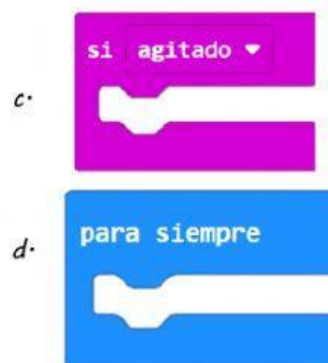 si agitado
c.
para siempre
d.